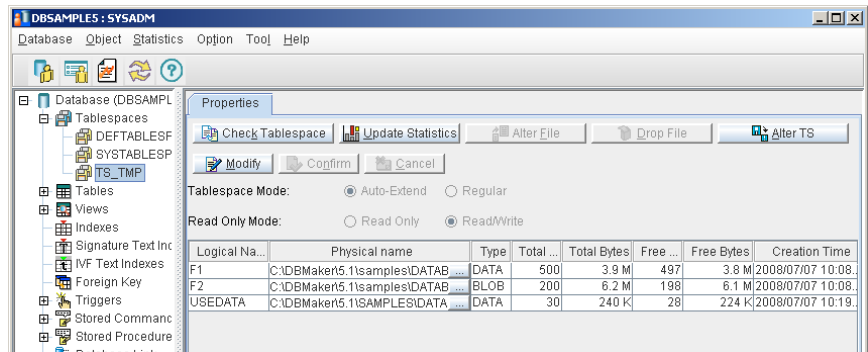 DBSAMPLE5 : SYSADM
Database Object Statistics Option Tool Help
Database (DBSAMPL
Tablespaces
DEFTABLESF
SYSTABLESP
TS_TMP
Tables
Views
Indexes
Signature Text Inc
IVF Text Indexes
Foreign Key
Triggers
Stored Commanc
Stored Procedure
Properties
Check Tablespace Update Statistics Alter File Drop File Alter TS
Modify Confirm Cancel
Tablespace Mode: Auto-Extend Regular
Read Only Mode: Read Only Read/Write
Logical Na... Physical name Type Total ... Total Bytes Free ... Free Bytes Creation Time
F1 C:\DBMaker\5.1\samples\DATAB ... DATA 500 3.9 M 497 3.8 M 2008/07/07 10:08..
F2 C:\DBMaker\5.1\samples\DATAB ... BLOB 200 6.2 M 198 6.1 M 2008/07/07 10:08..
USEDATA C:\DBMaker\5.1\SAMPLES\DATA ... DATA 30 240 K 28 224 K 2008/07/07 10:19..